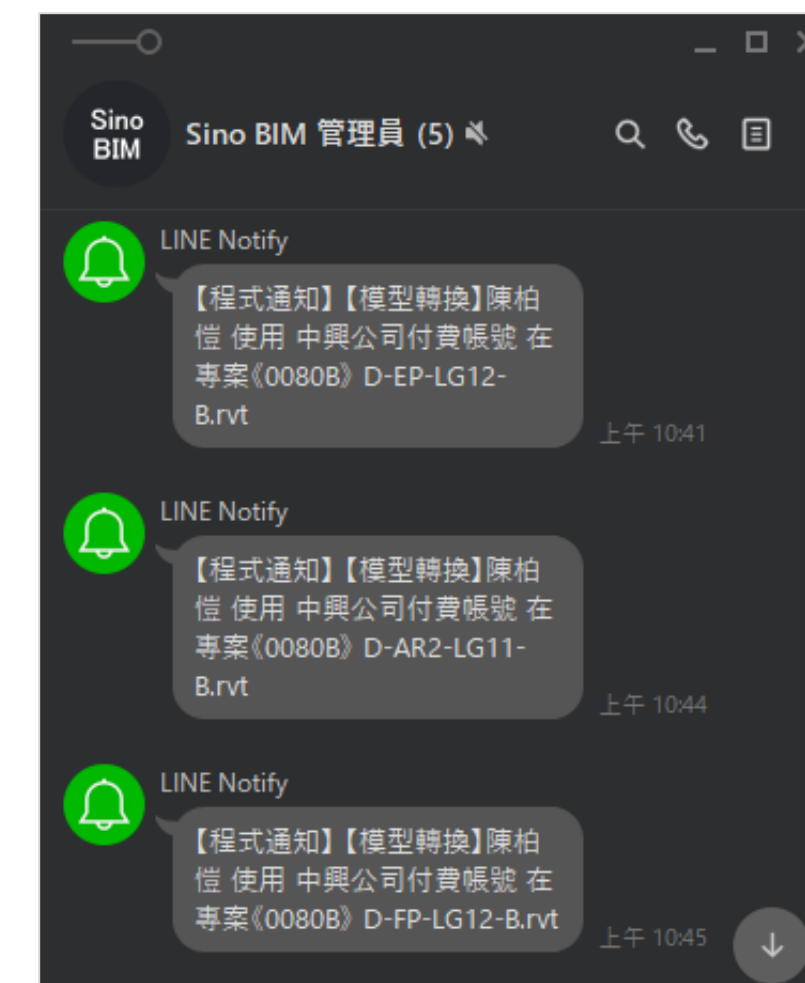 Sino
BIM
Sino BIM 管理員 (5)
LINE Notify
【程式通知】【模型轉換】陳柏
愷 使用 中興公司付費帳號 在
專案《0080B》 D-EP-LG12-
B.rvt
上午 10:41
LINE Notify
【程式通知】【模型轉換】陳柏
愷 使用 中興公司付費帳號 在
專案《0080B》 D-AR2-LG11-
B.rvt
上午 10:44
LINE Notify
【程式通知】【模型轉換】陳柏
愷 使用 中興公司付費帳號 在
專案《0080B》 D-FP-LG12-B.rvt
上午 10:45